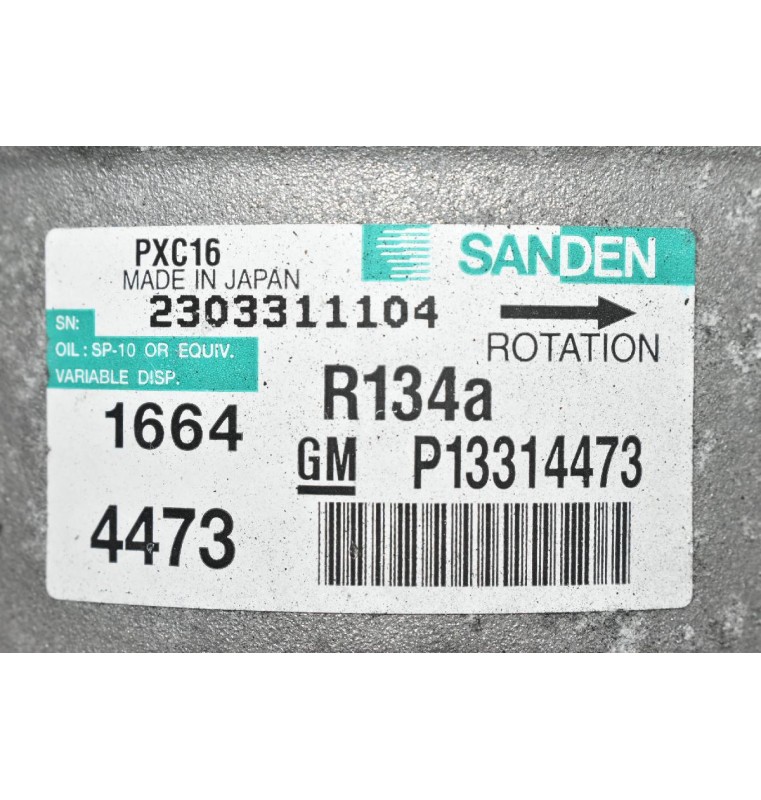 PXC16
SANDEN
MADE IN JAPAN
SN: 2303311104
ROTATION
OIL: SP-10 OR EQUIV.
VARIABLE DISP.
R134a
1664
GM P13314473
4473